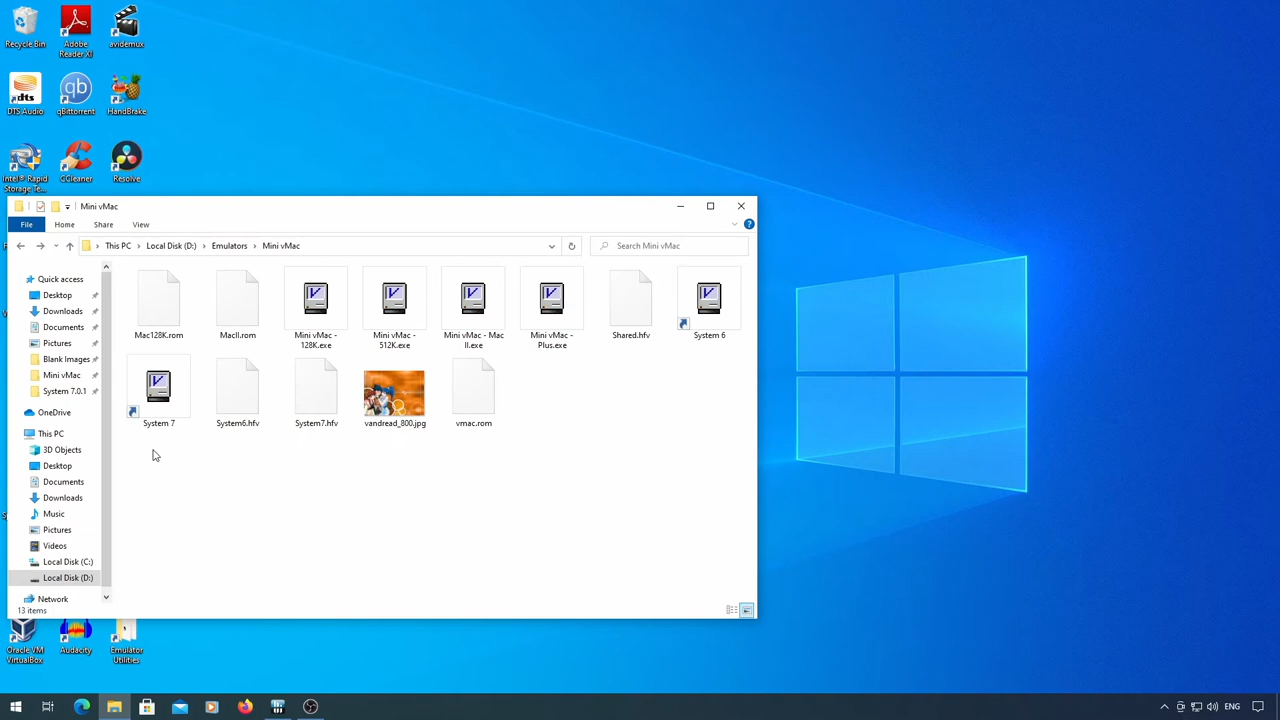 Recycle Bin
Adobe
Reader XI
avidemux
DTS Audio
qBittorrent
HandBrake
Intel® Rapid
Storage Te...
CCleaner
Resolve
Mini vMac
File
Home
Share
View
This PC
Local Disk (D:)
Emulators
Mini vMac
Search Mini vMac
Quick access
Desktop
Downloads
Documents
Pictures
Blank Images
Mini vMac
System 7.0.1
OneDrive
This PC
3D Objects
Desktop
Documents
Downloads
Music
Pictures
Videos
Local Disk (C:)
Local Disk (D:)
Network
Mac128K.rom
MacII.rom
Mini vMac -
128K.exe
Mini vMac -
512K.exe
Mini vMac - Mac
II.exe
Mini vMac -
Plus.exe
Shared.hfv
System 6
System 7
System6.hfv
System7.hfv
vandread_800.jpg
vmac.rom
13 items
Oracle VM
VirtualBox
Audacity
Emulator
Utilities
ENG